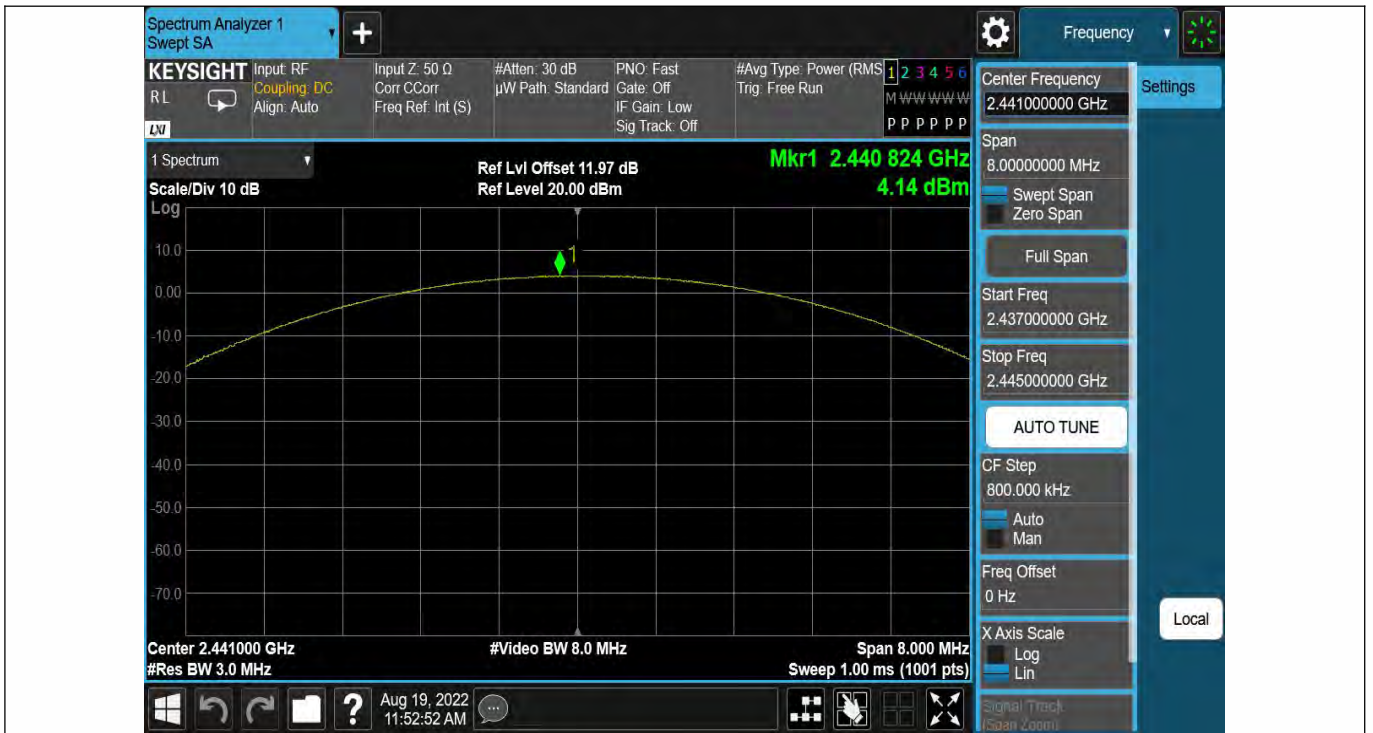 Spectrum Analyzer 1
Swept SA
+
Frequency
KEYSIGHT
RL
LXI
Input: RF
Coupling: DC
Align: Auto
Input Z: 50 Ω
Corr CCorr
Freq Ref: Int (S)
#Atten: 30 dB
µW Path: Standard
PNO: Fast
Gate: Off
IF Gain: Low
Sig Track: Off
#Avg Type: Power (RMS
Trig: Free Run
1 2 3 4 5 6
M W W W W W
P P P P P P
1 Spectrum
Scale/Div 10 dB
Ref Lvl Offset 11.97 dB
Ref Level 20.00 dBm
Mkr1 2.440 824 GHz
4.14 dBm
Log
1
10.0
0.00
-10.0
-20.0
-30.0
-40.0
-50.0
-60.0
-70.0
Center 2.441000 GHz
#Video BW 8.0 MHz
Span 8.000 MHz
#Res BW 3.0 MHz
Sweep 1.00 ms (1001 pts)
Center Frequency
2.441000000 GHz
Settings
Span
8.00000000 MHz
Swept Span
Zero Span
Full Span
Start Freq
2.437000000 GHz
Stop Freq
2.445000000 GHz
AUTO TUNE
CF Step
800.000 kHz
Auto
Man
Freq Offset
0 Hz
X Axis Scale
Log
Lin
Local
Signal Track
(Span Zoom)
?
Aug 19, 2022
11:52:52 AM